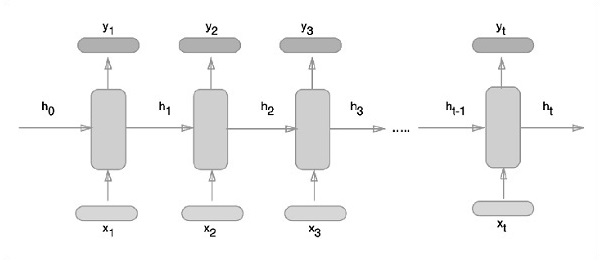 y1 y2 y3 yt
h0 h1 h2 h3 ..... ht-1 ht
x1 x2 x3 xt